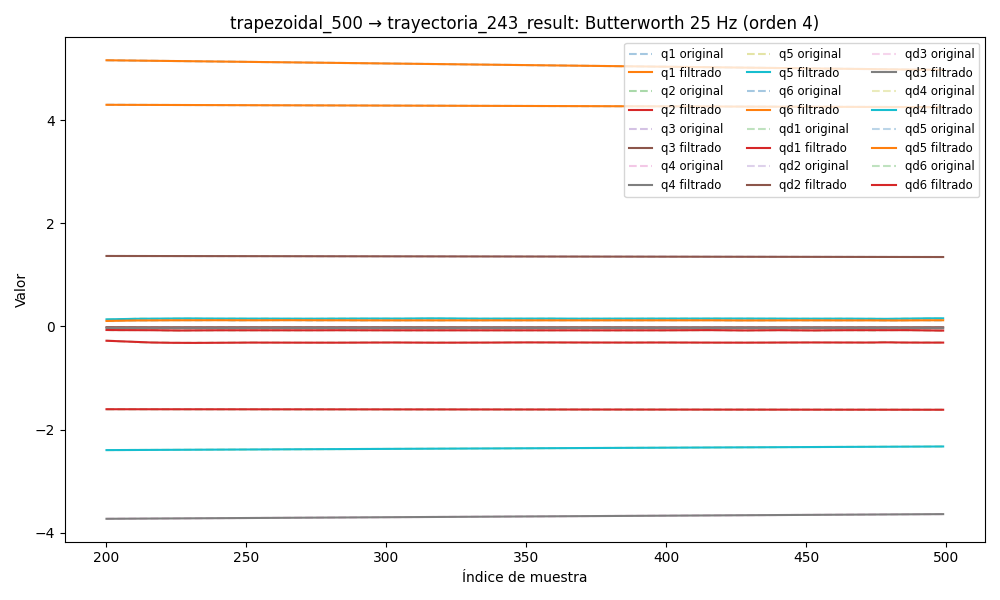 trapezoidal_500 → trayectoria_243_result: Butterworth 25 Hz (orden 4)
q1 original
q1 filtrado
q2 original
q2 filtrado
q3 original
q3 filtrado
q4 original
q4 filtrado
q5 original
q5 filtrado
q6 original
q6 filtrado
qd1 original
qd1 filtrado
qd2 original
qd2 filtrado
qd3 original
qd3 filtrado
qd4 original
qd4 filtrado
qd5 original
qd5 filtrado
qd6 original
qd6 filtrado
Valor
4
2
0
−2
−4
200
250
300
350
400
450
500
Índice de muestra